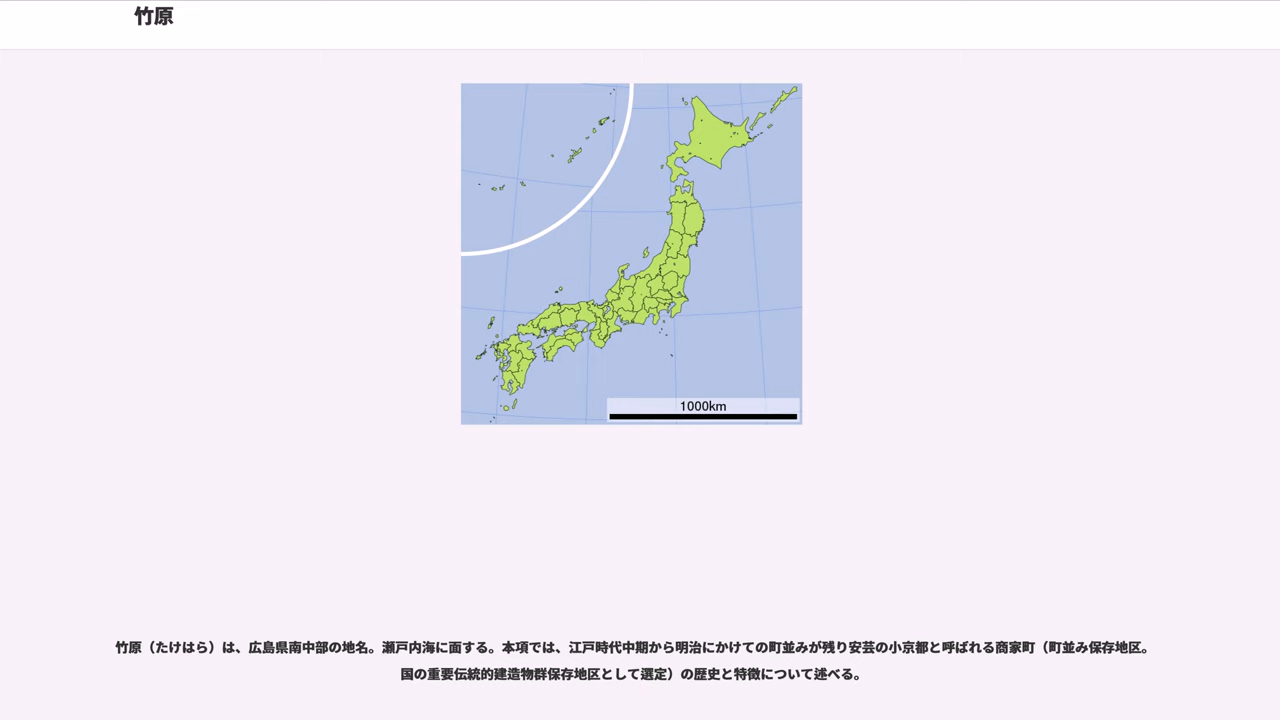 竹原
1000km
竹原（たけはら）は、広島県南中部の地名。瀬戸内海に面する。本項では、江戸時代中期から明治にかけての町並みが残り安芸の小京都と呼ばれる商家町（町並み保存地区。
国の重要伝統的建造物群保存地区として選定）の歴史と特徴について述べる。